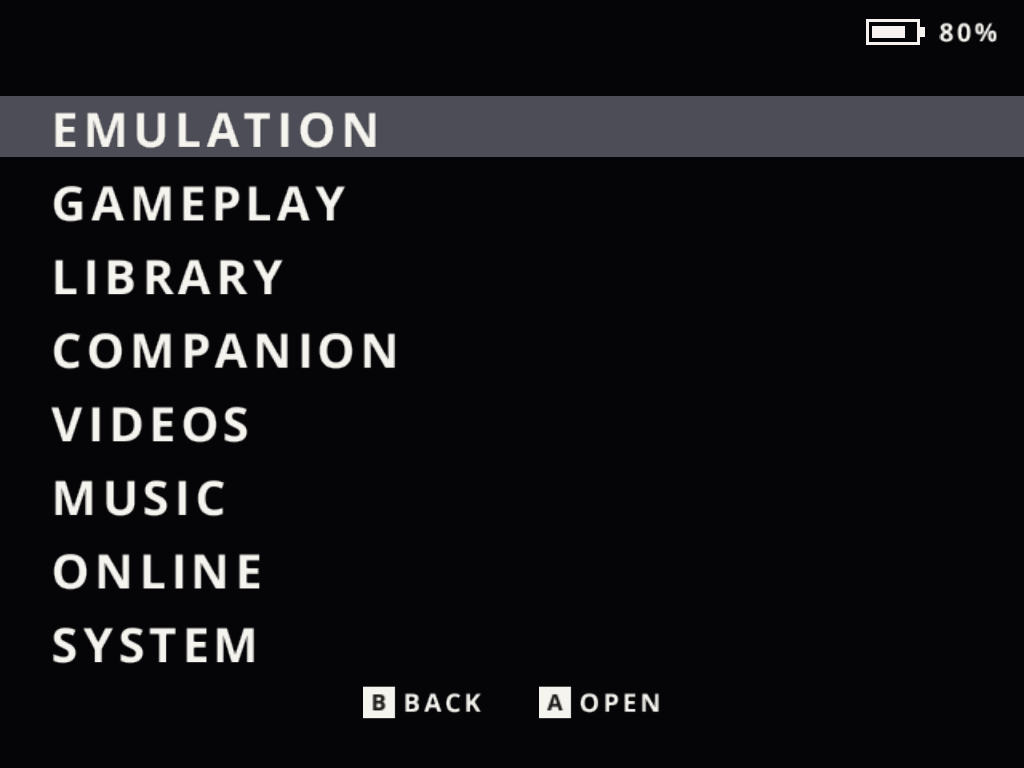 80%
EMULATION
GAMEPLAY
LIBRARY
COMPANION
VIDEOS
MUSIC
ONLINE
SYSTEM
B BACK A OPEN